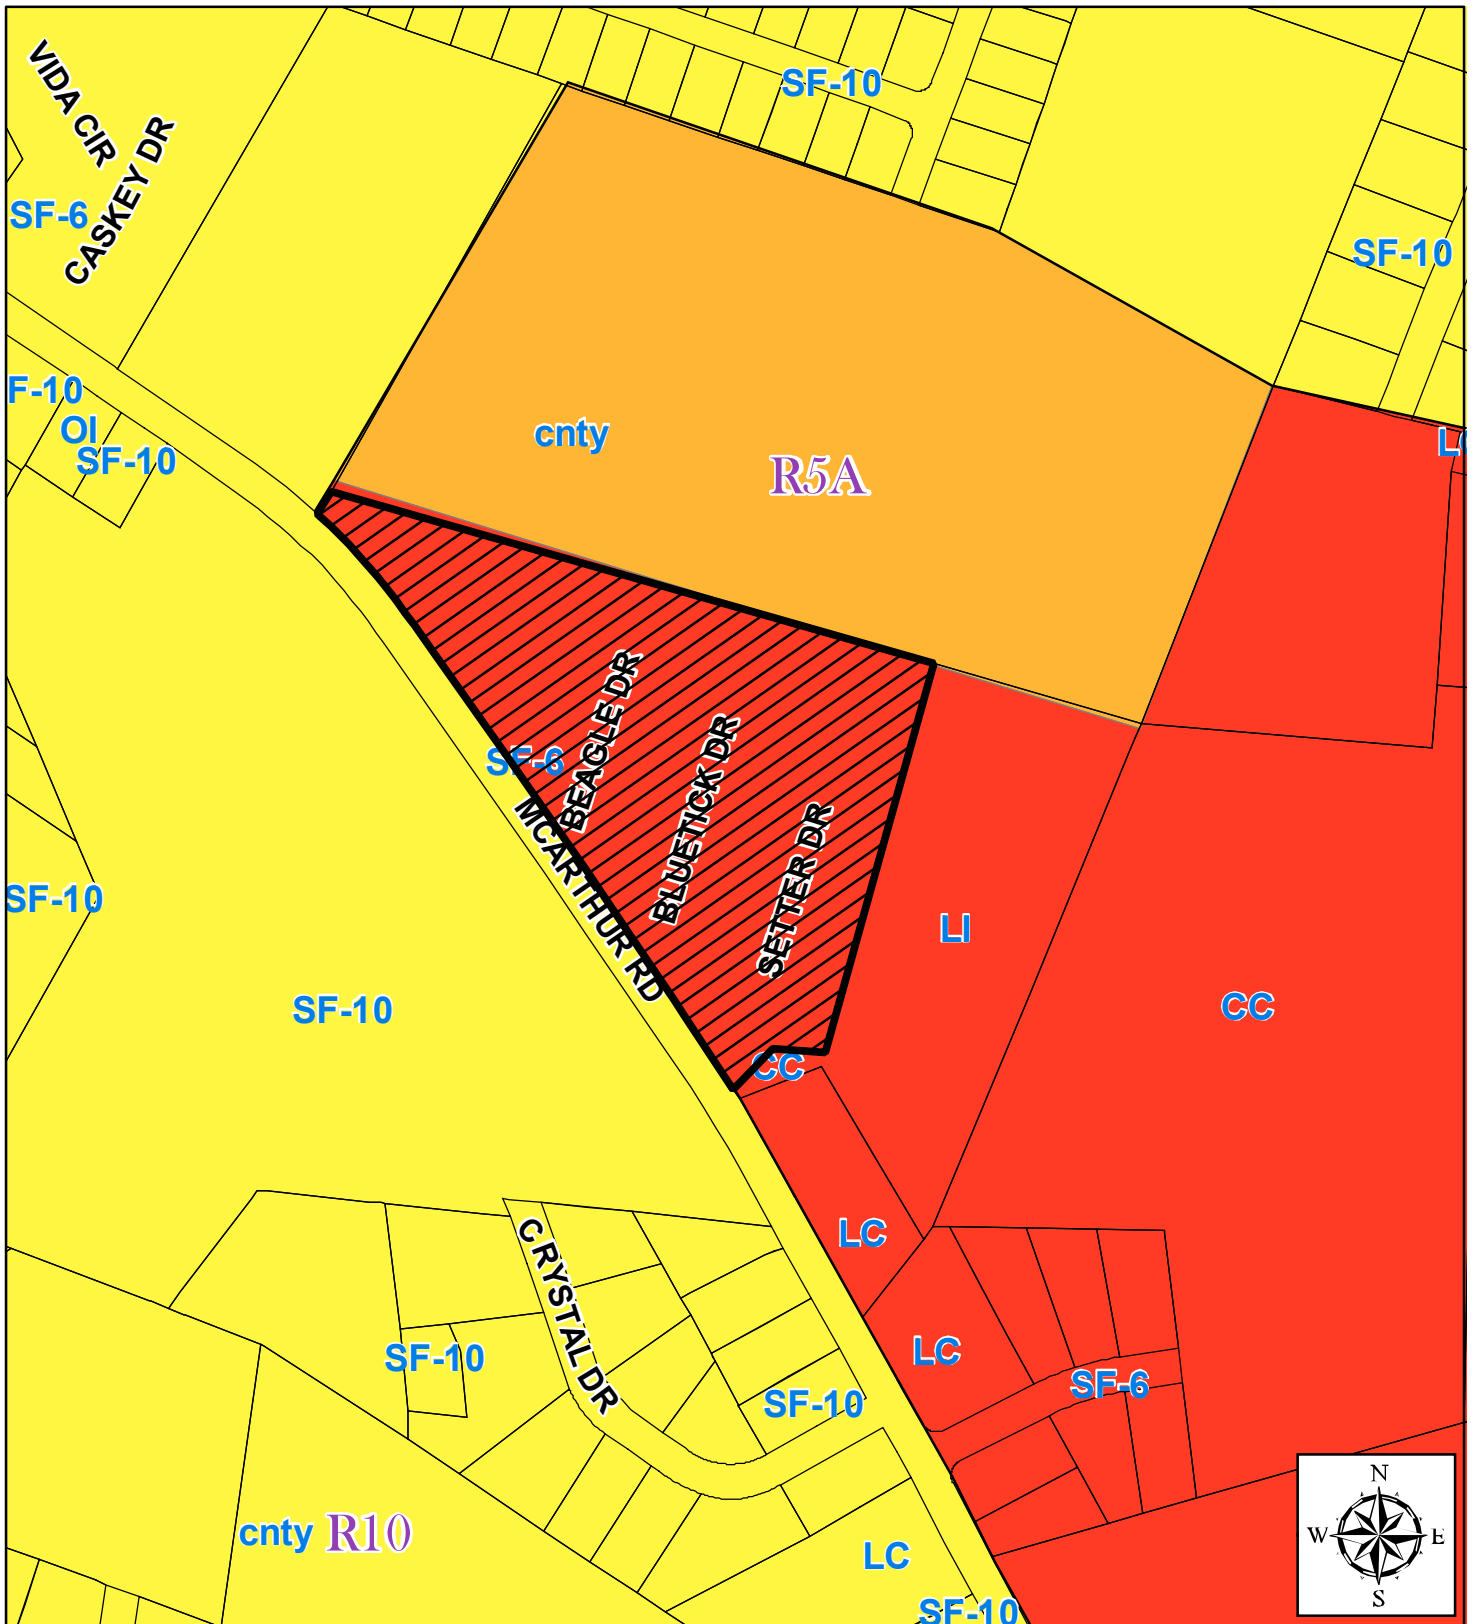 SF-10
VIDA CIR
CASKEY DR
SF-6
SF-10
F-10
OI
SF-10
cnty
R5A
LC
BEAGLE DR
BLUETICK DR
SETTER DR
SF-6
MCARTHUR RD
SF-10
LI
SF-10
CC
CC
LC
CRYSTAL DR
LC
SF-10
SF-6
SF-10
cnty R10
LC
SF-10
N
W
E
S